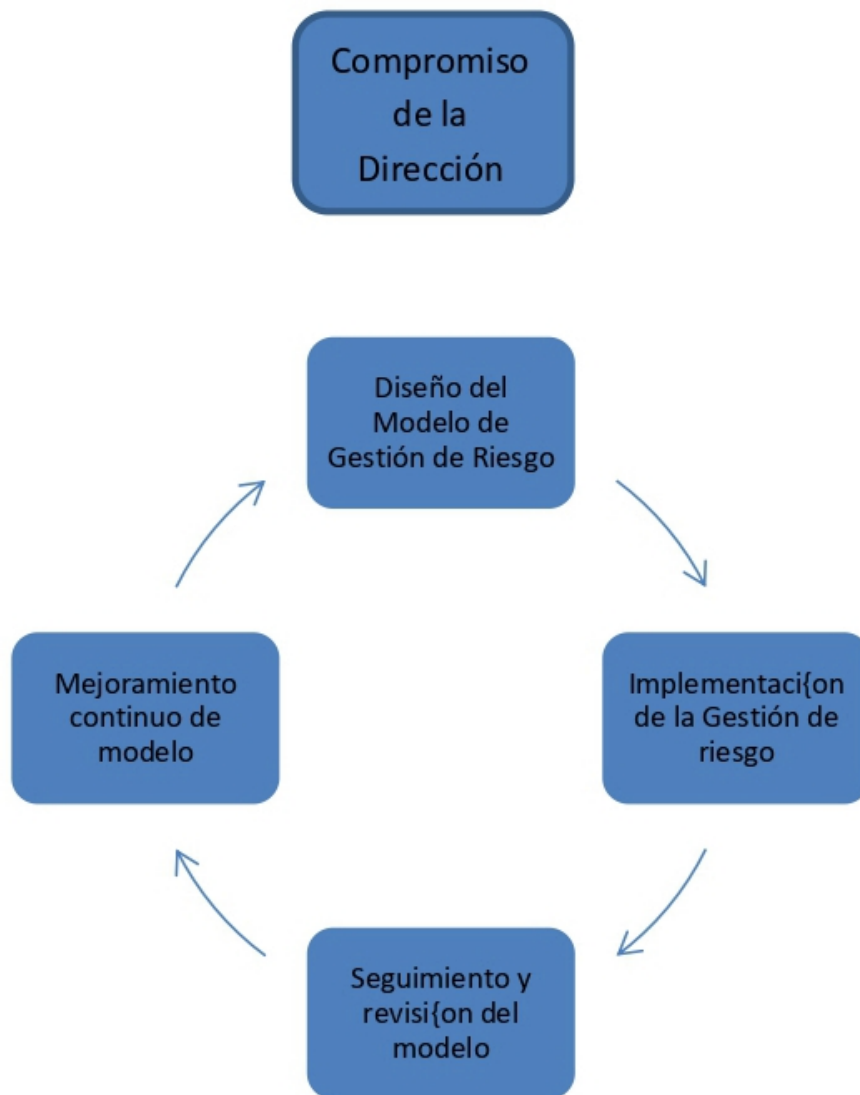 Compromiso
de la
Dirección
Diseño del
Modelo de
Gestión de Riesgo
Mejoramiento
continuo de
modelo
Implementaci{on
de la Gestión de
riesgo
Seguimiento y
revisi{on del
modelo